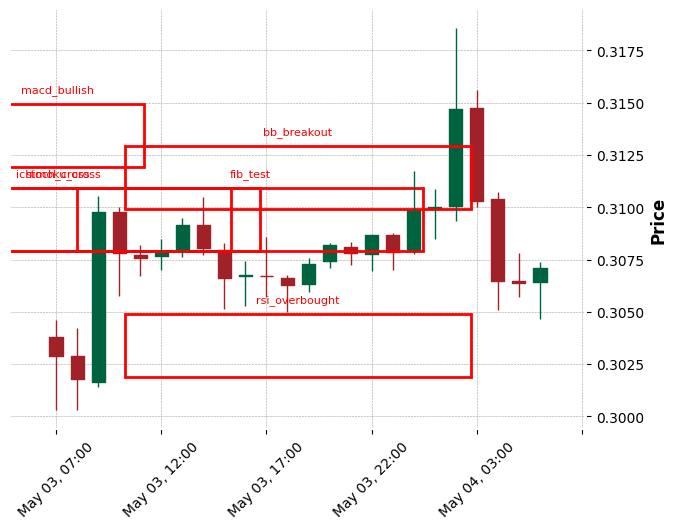 macd_bullish
bb_breakout
fib_test
rsi_overbought
0.3175
0.3150
0.3125
0.3100
0.3075
0.3050
0.3025
0.3000
Price
May 03, 07:00
May 03, 12:00
May 03, 17:00
May 03, 22:00
May 04, 03:00